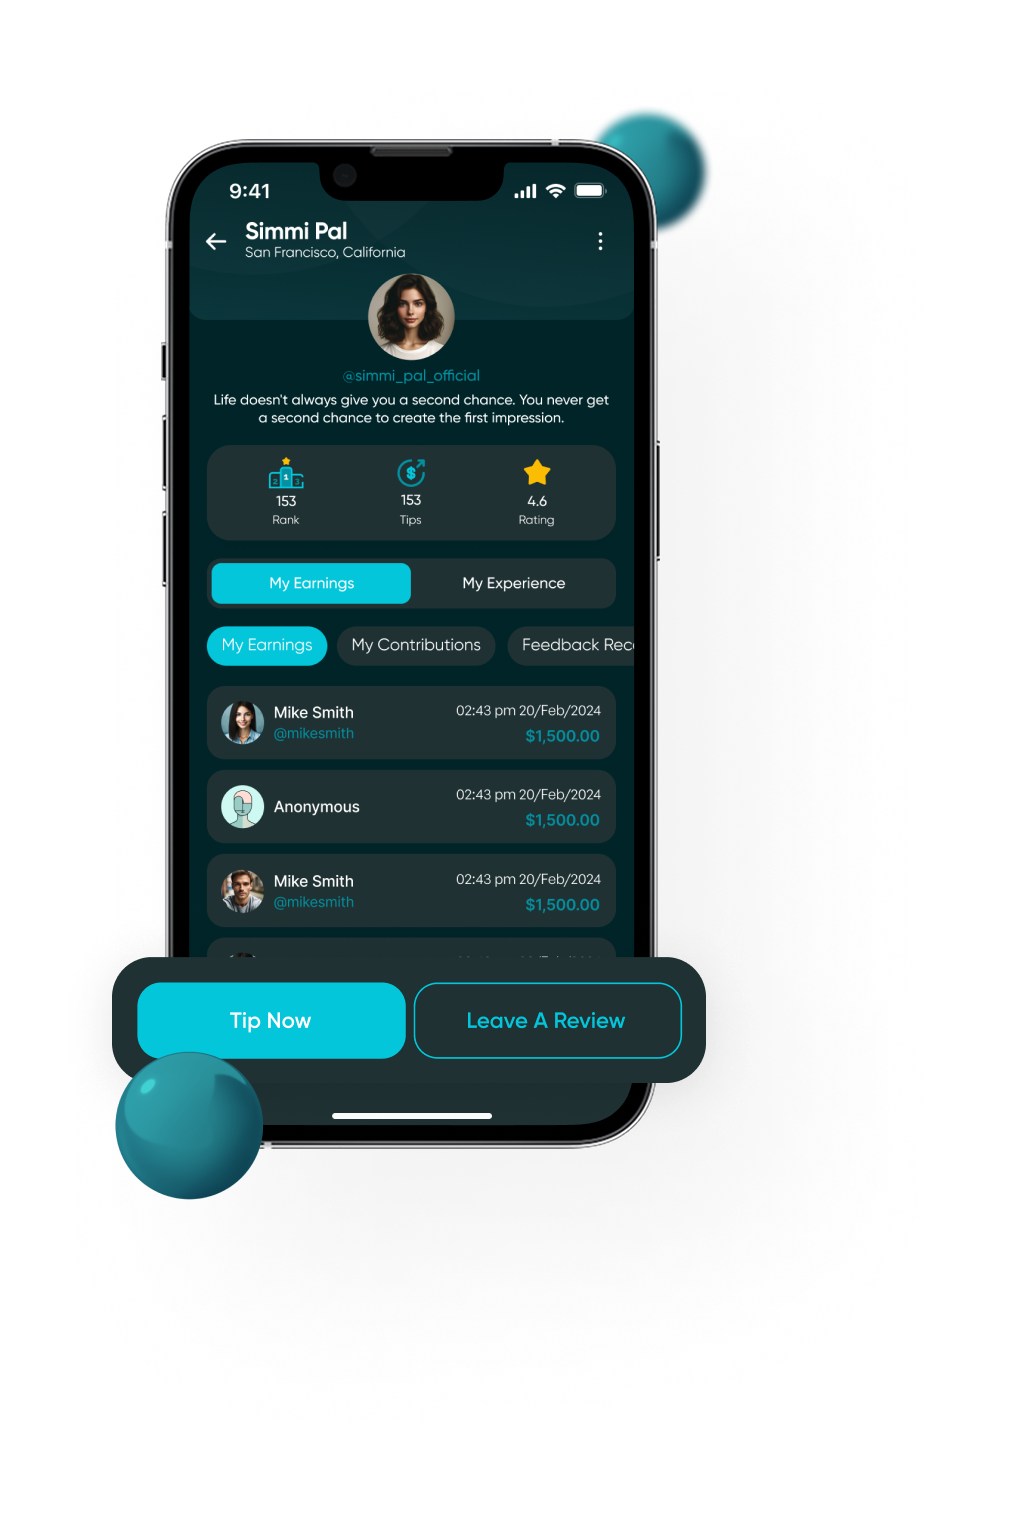 9:41
Simmi Pal
San Francisco, California
@simmi_pal_official
Life doesn't always give you a second chance. You never get
a second chance to create the first impression.
2 1 3
$
153
Rank
153
Tips
4.6
Rating
My Earnings
My Experience
My Earnings
My Contributions
Feedback Rec
Mike Smith
02:43 pm 20/Feb/2024
@mikesmith
$1,500.00
Anonymous
02:43 pm 20/Feb/2024
$1,500.00
Mike Smith
02:43 pm 20/Feb/2024
@mikesmith
$1,500.00
Tip Now
Leave A Review